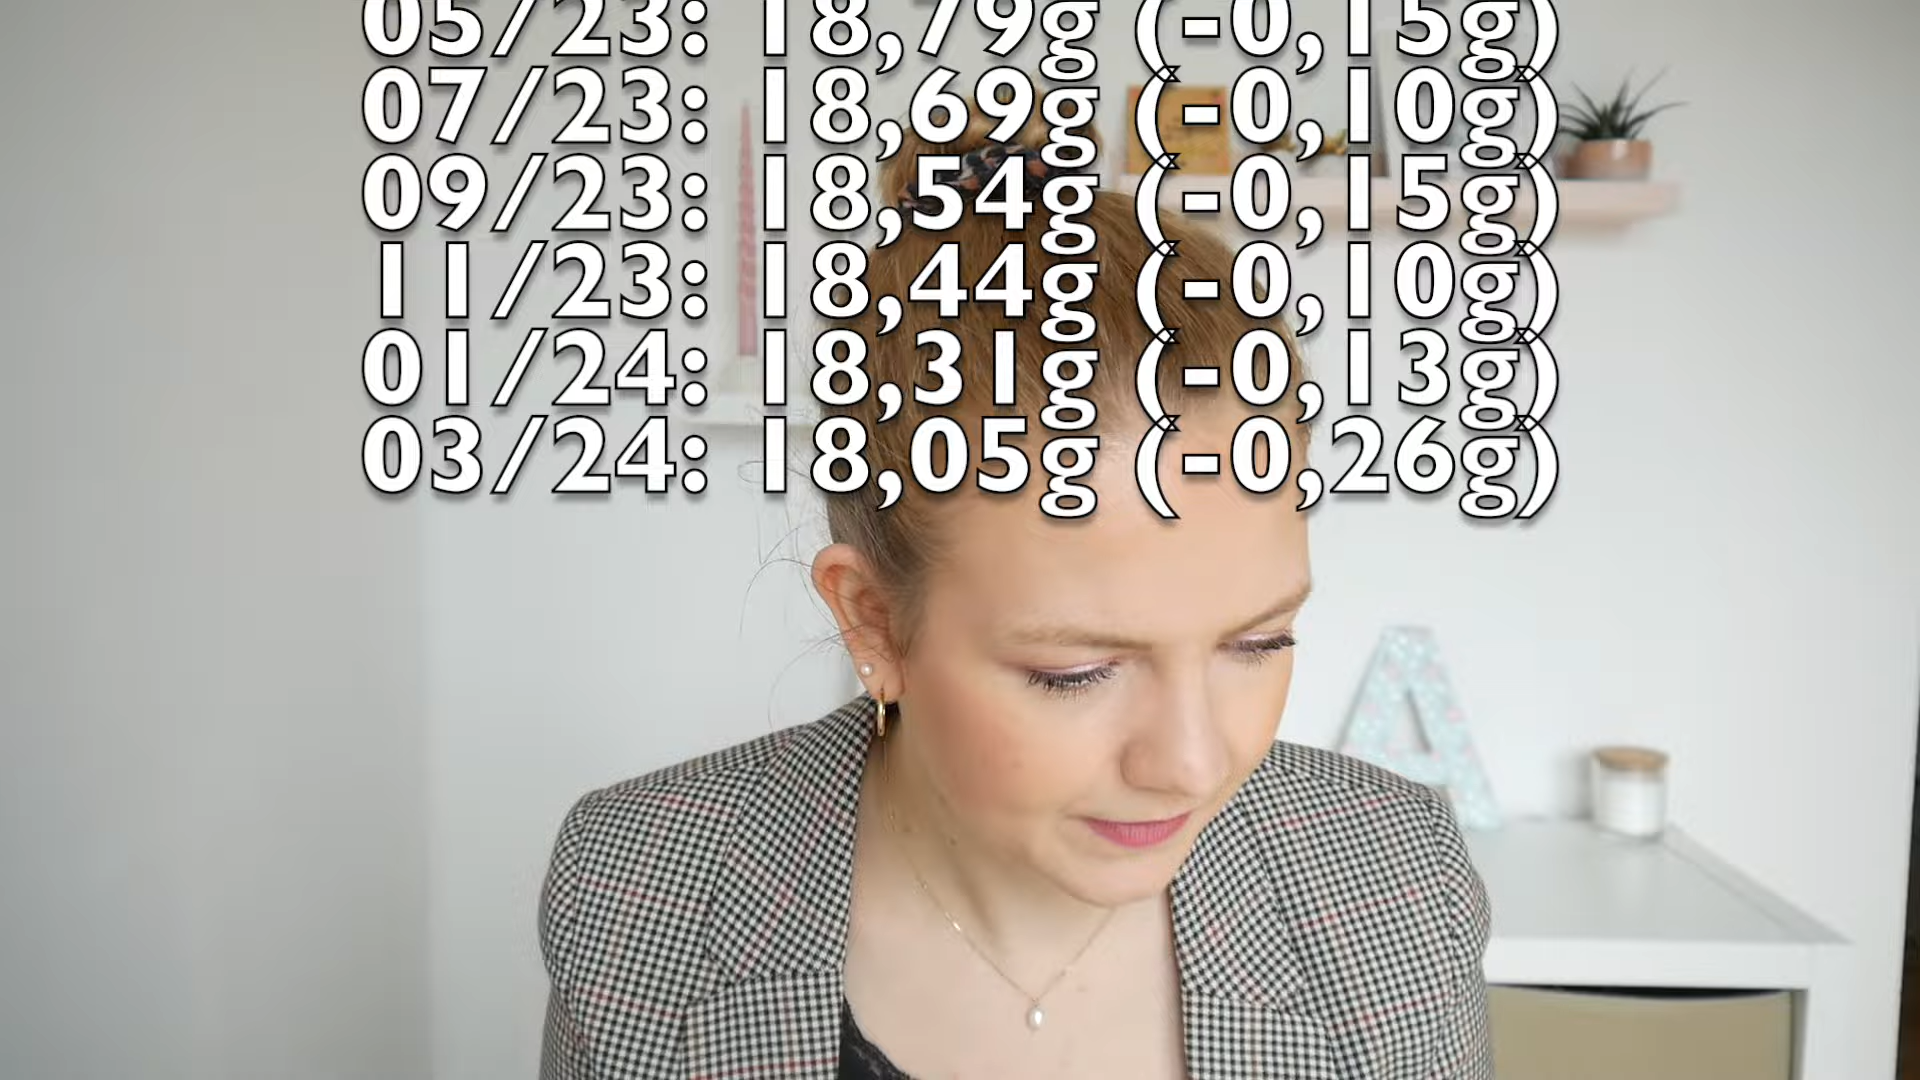 05/23: 18,79g (-0,15g)
07/23: 18,69g (-0,10g)
09/23: 18,54g (-0,15g)
11/23: 18,44g (-0,10g)
01/24: 18,31g (-0,13g)
03/24: 18,05g (-0,26g)
A